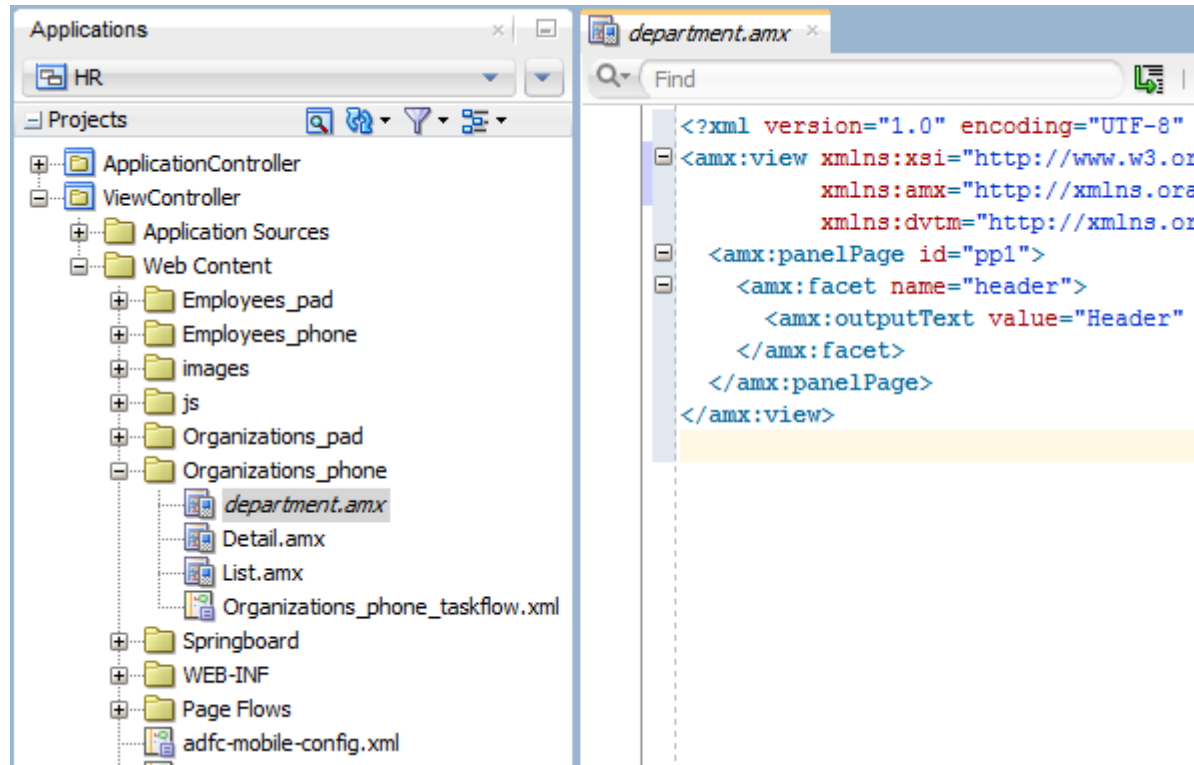 Applications
HR
Projects
ApplicationController
ViewController
Application Sources
Web Content
Employees_pad
Employees_phone
images
js
Organizations_pad
Organizations_phone
department.amx
Detail.amx
List.amx
Organizations_phone_taskflow.xml
Springboard
WEB-INF
Page Flows
adfc-mobile-config.xml
department.amx
Find
<?xml version="1.0" encoding="UTF-8"
<amx:view xmlns:xsi="http://www.w3.or
xmlns:amx="http://xmlns.ora
xmlns:dvtm="http://xmlns.or
<amx:panelPage id="pp1">
<amx:facet name="header">
<amx:outputText value="Header"
</amx:facet>
</amx:panelPage>
</amx:view>